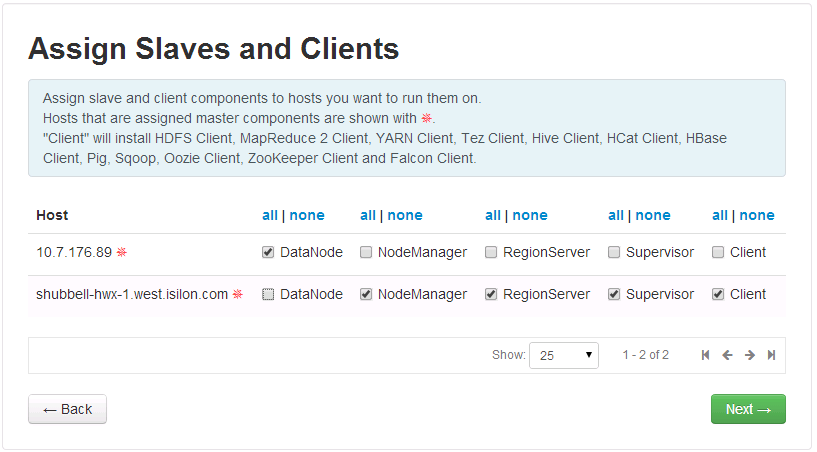 Assign Slaves and Clients
Assign slave and client components to hosts you want to run them on.
Hosts that are assigned master components are shown with ✵.
"Client" will install HDFS Client, MapReduce 2 Client, YARN Client, Tez Client, Hive Client, HCat Client, HBase
Client, Pig, Sqoop, Oozie Client, ZooKeeper Client and Falcon Client.
Host all | none all | none all | none all | none all | none
10.7.176.89 ✵ DataNode NodeManager RegionServer Supervisor Client
shubbell-hwx-1.west.isilon.com ✵ DataNode NodeManager RegionServer Supervisor Client
Show: 25 1 - 2 of 2
← Back Next →